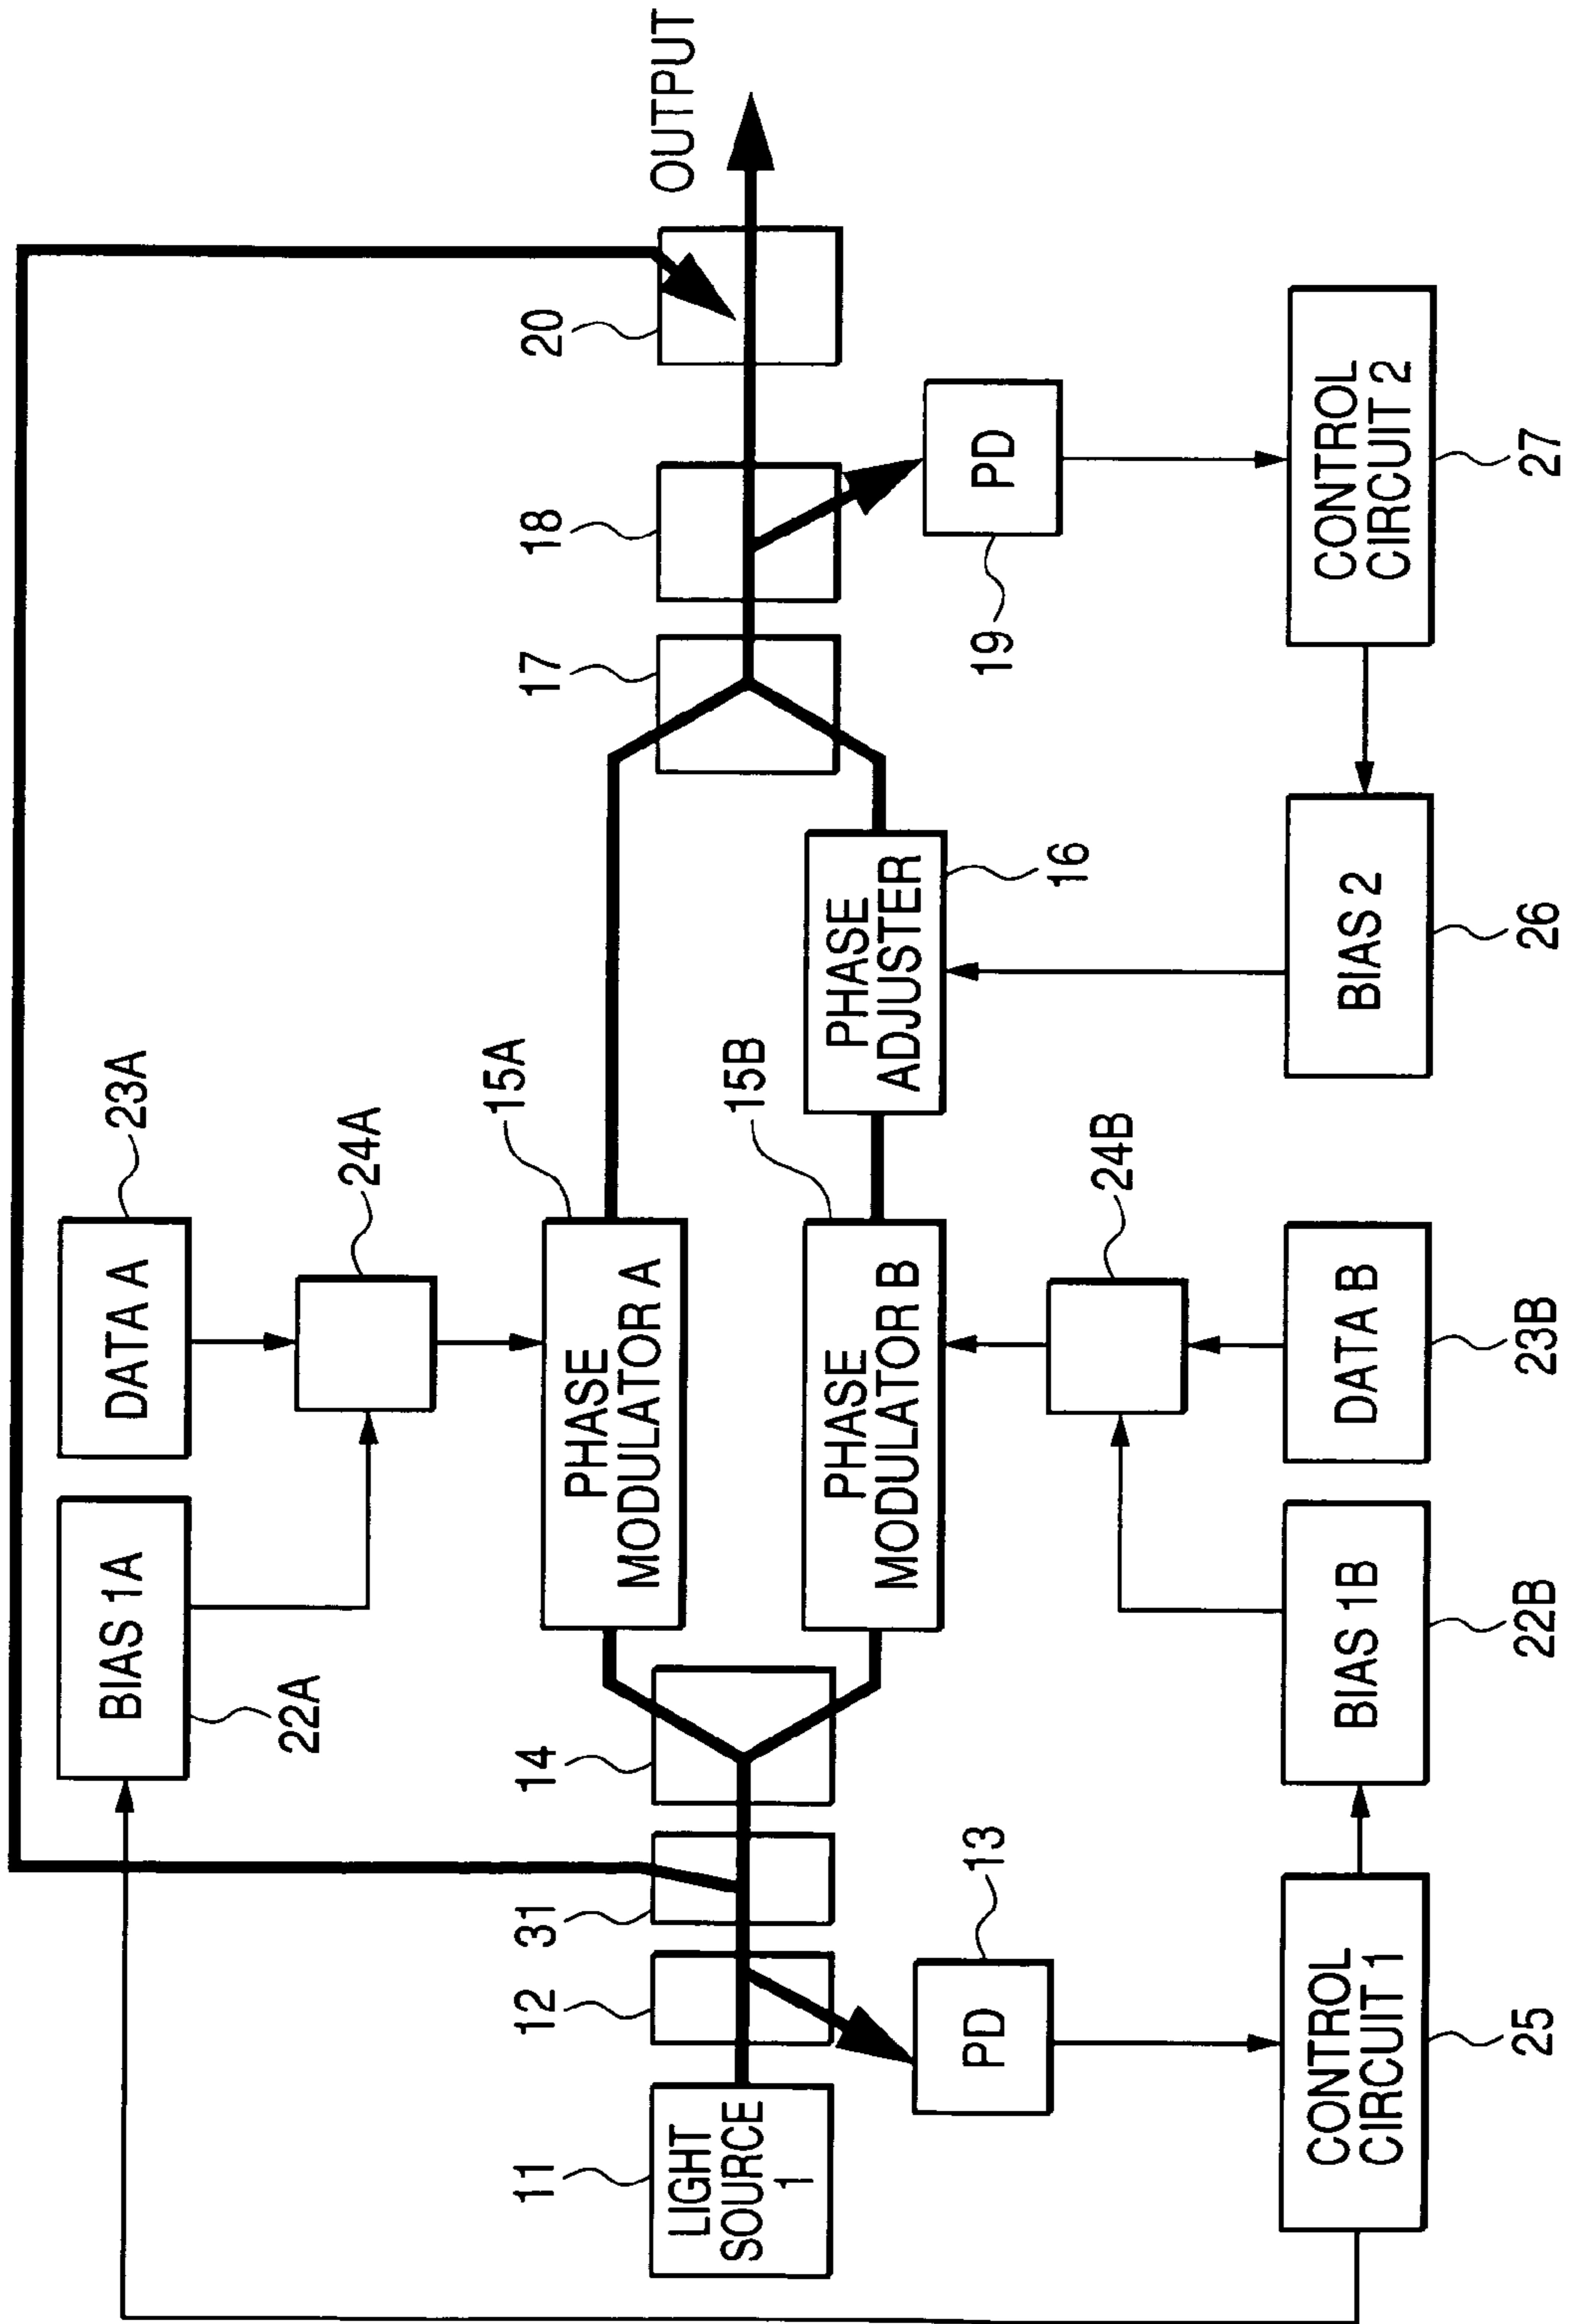 BIAS 1A
22A
DATA A
23A
24A
PHASE
MODULATOR A
15A
OUTPUT
11
LIGHT
SOURCE
1
12
31
14
17
18
20
PHASE
MODULATOR B
15B
PHASE
ADJUSTER
16
PD
13
24B
PD
19
CONTROL
CIRCUIT 1
25
BIAS 1B
22B
DATA B
23B
BIAS 2
26
CONTROL
CIRCUIT 2
27